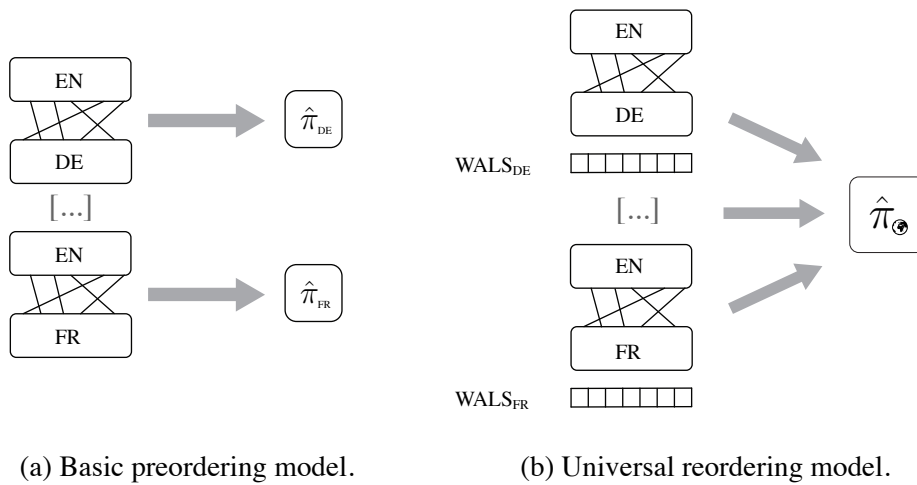 EN
DE
π̂DE
[...]
EN
FR
π̂FR
(a) Basic preordering model.
EN
DE
WALSDE
[...]
π̂
EN
FR
WALSFR
(b) Universal reordering model.